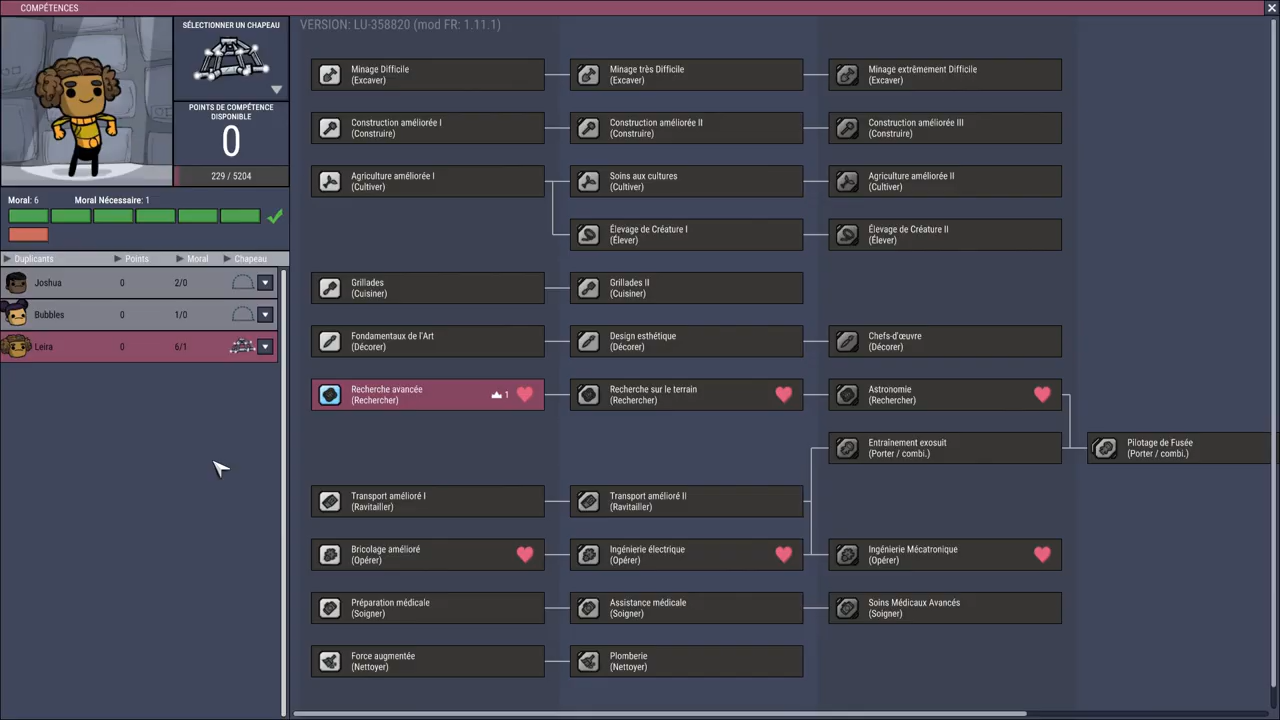 COMPÉTENCES
SÉLECTIONNER UN CHAPEAU
POINTS DE COMPÉTENCE
DISPONIBLE
0
229 / 5204
Moral: 6
Moral Nécessaire: 1
Duplicants
Points
Moral
Chapeau
Joshua
0
2/0
Bubbles
0
1/0
Leira
0
6/1
VERSION: LU-358820 (mod FR: 1.11.1)
Minage Difficile
(Excaver)
Minage très Difficile
(Excaver)
Minage extrêmement Difficile
(Excaver)
Construction améliorée I
(Construire)
Construction améliorée II
(Construire)
Construction améliorée III
(Construire)
Agriculture améliorée I
(Cultiver)
Soins aux cultures
(Cultiver)
Agriculture améliorée II
(Cultiver)
Élevage de Créature I
(Élever)
Élevage de Créature II
(Élever)
Grillades
(Cuisiner)
Grillades II
(Cuisiner)
Fondamentaux de l'Art
(Décorer)
Design esthétique
(Décorer)
Chefs-d'œuvre
(Décorer)
Recherche avancée
(Rechercher)
1
Recherche sur le terrain
(Rechercher)
Astronomie
(Rechercher)
Entraînement exosuit
(Porter / combi.)
Pilotage de Fusée
(Porter / combi.)
Transport amélioré I
(Ravitailler)
Transport amélioré II
(Ravitailler)
Bricolage amélioré
(Opérer)
Ingénierie électrique
(Opérer)
Ingénierie Mécatronique
(Opérer)
Préparation médicale
(Soigner)
Assistance médicale
(Soigner)
Soins Médicaux Avancés
(Soigner)
Force augmentée
(Nettoyer)
Plomberie
(Nettoyer)